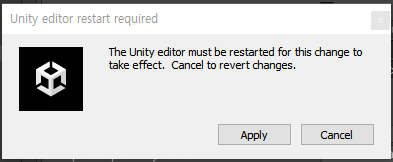 Unity editor restart required
The Unity editor must be restarted for this change to
take effect.  Cancel to revert changes.
Apply
Cancel